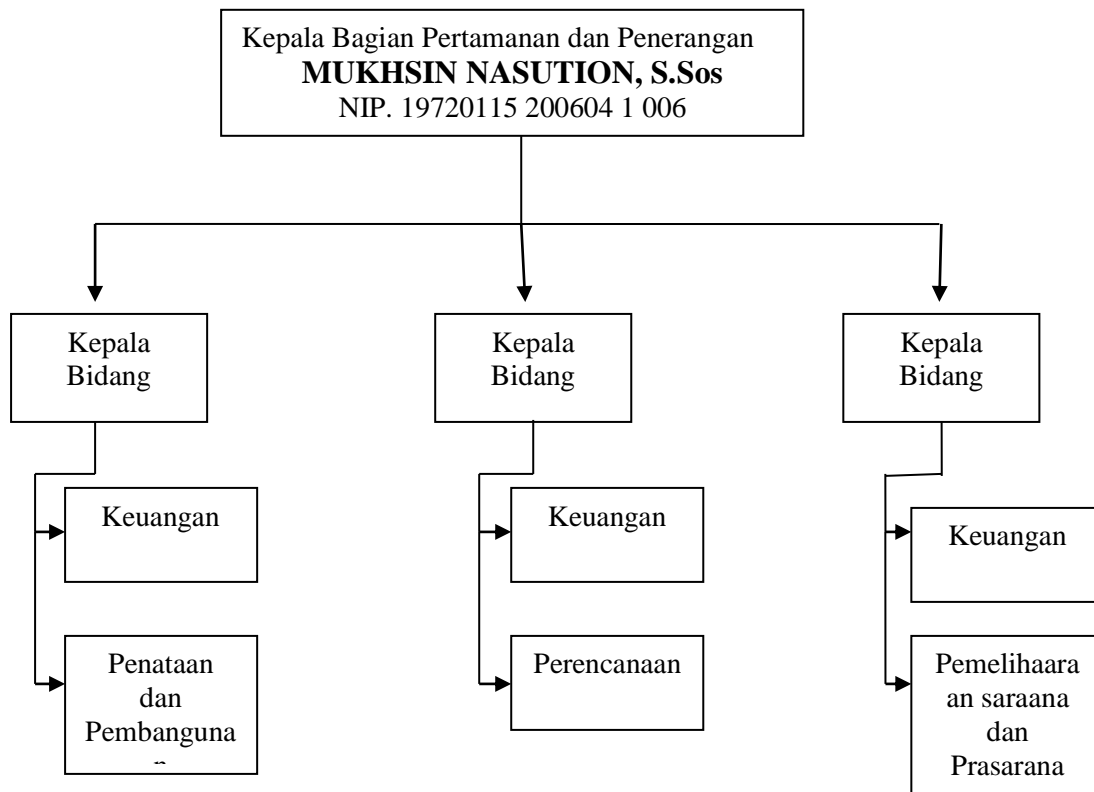 Kepala Bagian Pertamanan dan Penerangan
MUKHSIN NASUTION, S.Sos
NIP. 19720115 200604 1 006
Kepala
Bidang
Kepala
Bidang
Kepala
Bidang
Keuangan
Keuangan
Keuangan
Penataan
dan
Pembanguna
n
Perencanaan
Pemelihaara
an saraana
dan
Prasarana